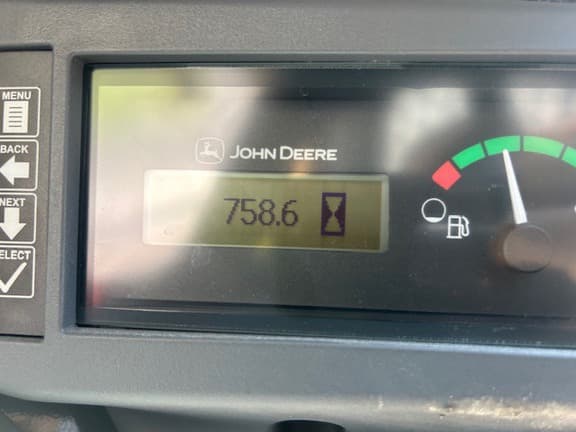 MENU
BACK
NEXT
SELECT
JOHN DEERE
758.6